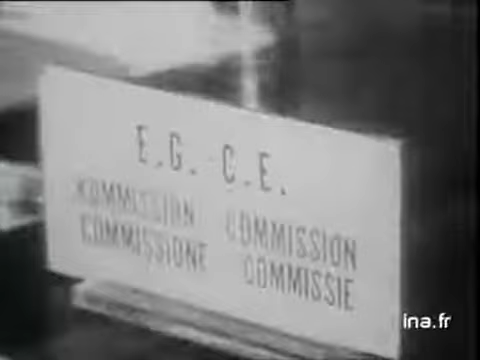 E.G. C.E.
KOMMISSION COMMISSION
COMMISSIONE COMMISSIE
ina.fr